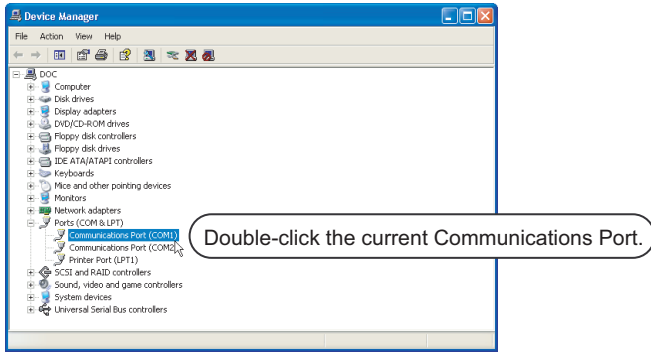 Device Manager
File Action View Help
DOC
Computer
Disk drives
Display adapters
DVD/CD-ROM drives
Floppy disk controllers
Floppy disk drives
IDE ATA/ATAPI controllers
Keyboards
Mice and other pointing devices
Monitors
Network adapters
Ports (COM & LPT)
Communications Port (COM1)
Communications Port (COM2
Printer Port (LPT1)
SCSI and RAID controllers
Sound, video and game controllers
System devices
Universal Serial Bus controllers
Double-click the current Communications Port.